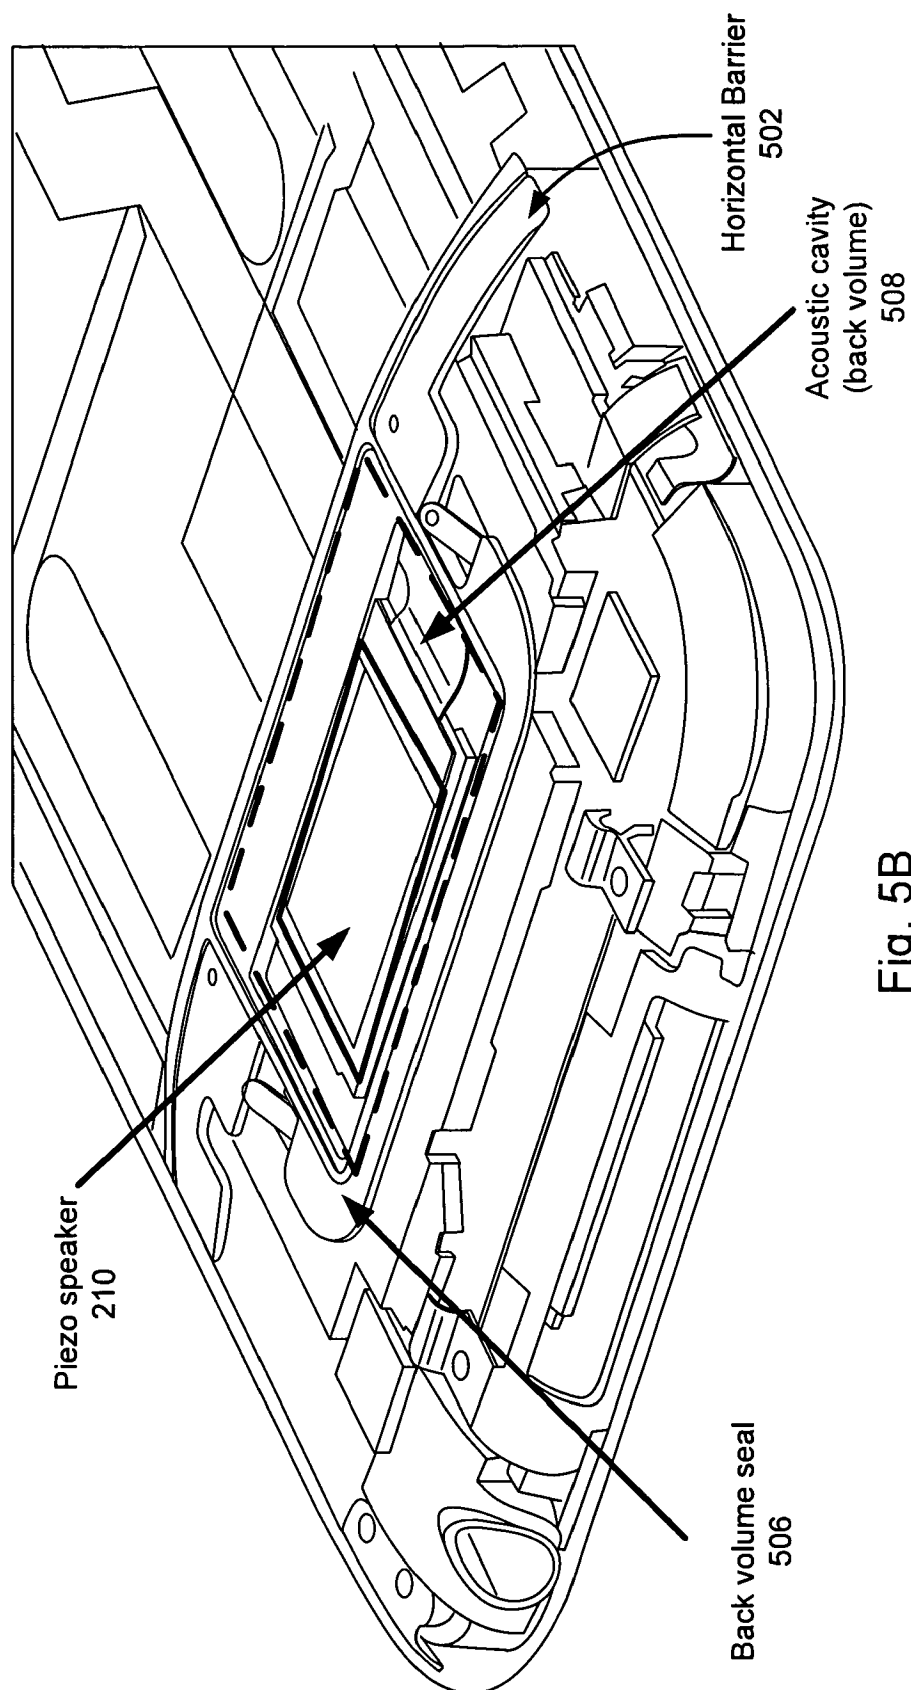 Piezo speaker
210
Back volume seal
506
Horizontal Barrier
502
Acoustic cavity
(back volume)
508
Fig. 5B